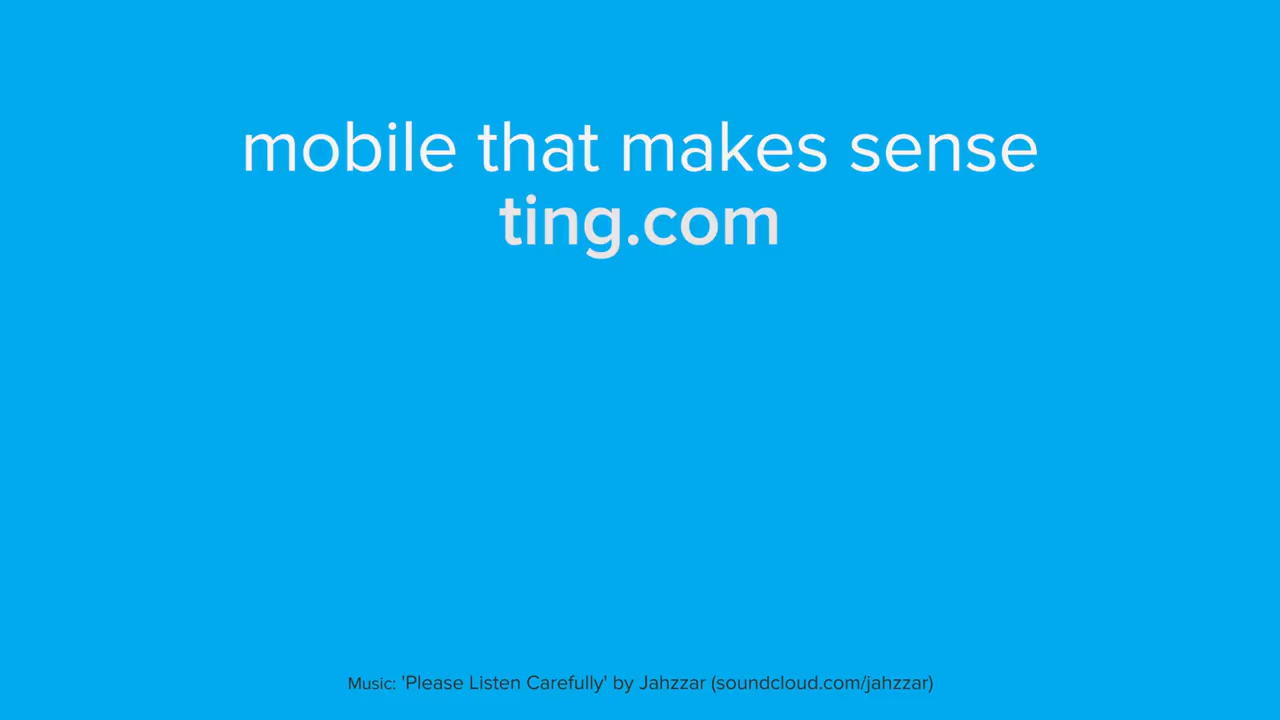 mobile that makes sense
ting.com
Music: 'Please Listen Carefully' by Jahzzar (soundcloud.com/jahzzar)